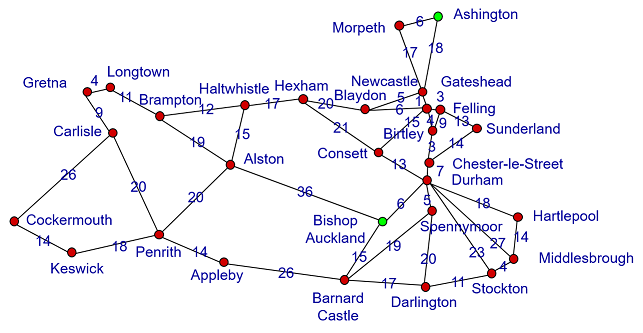 Ashington
6
Morpeth
17
18
Gretna
4
Longtown
Haltwhistle
Hexham
Newcastle
Gateshead
Blaydon
5
1
3
Felling
11
Brampton
12
17
20
6
9
15
4
9
13
Sunderland
Carlisle
19
15
21
Birtley
3
14
Alston
Consett
13
Chester-le-Street
7
Durham
26
20
20
36
6
5
18
Hartlepool
Cockermouth
Bishop
Auckland
Spennymoor
14
18
Penrith
14
15
19
20
23
27
14
Middlesbrough
Keswick
Appleby
26
17
11
4
Stockton
Barnard
Castle
Darlington